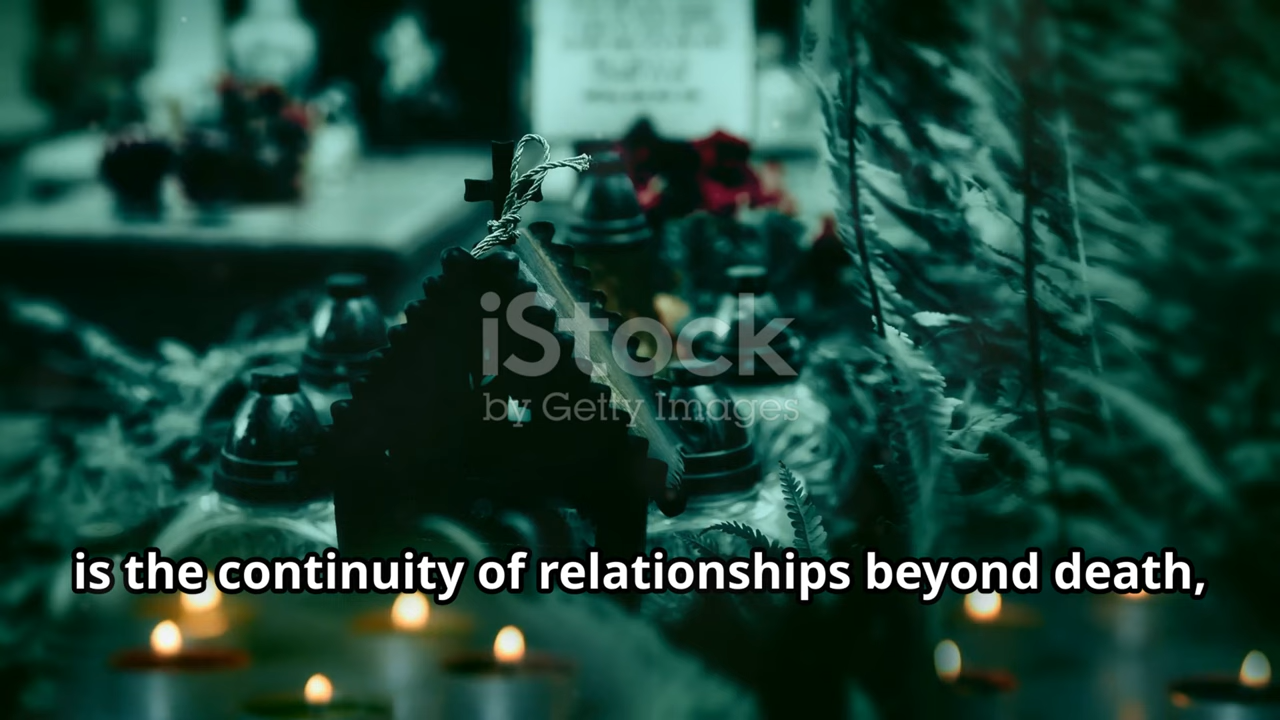 iStock
by Getty Images
is the continuity of relationships beyond death,